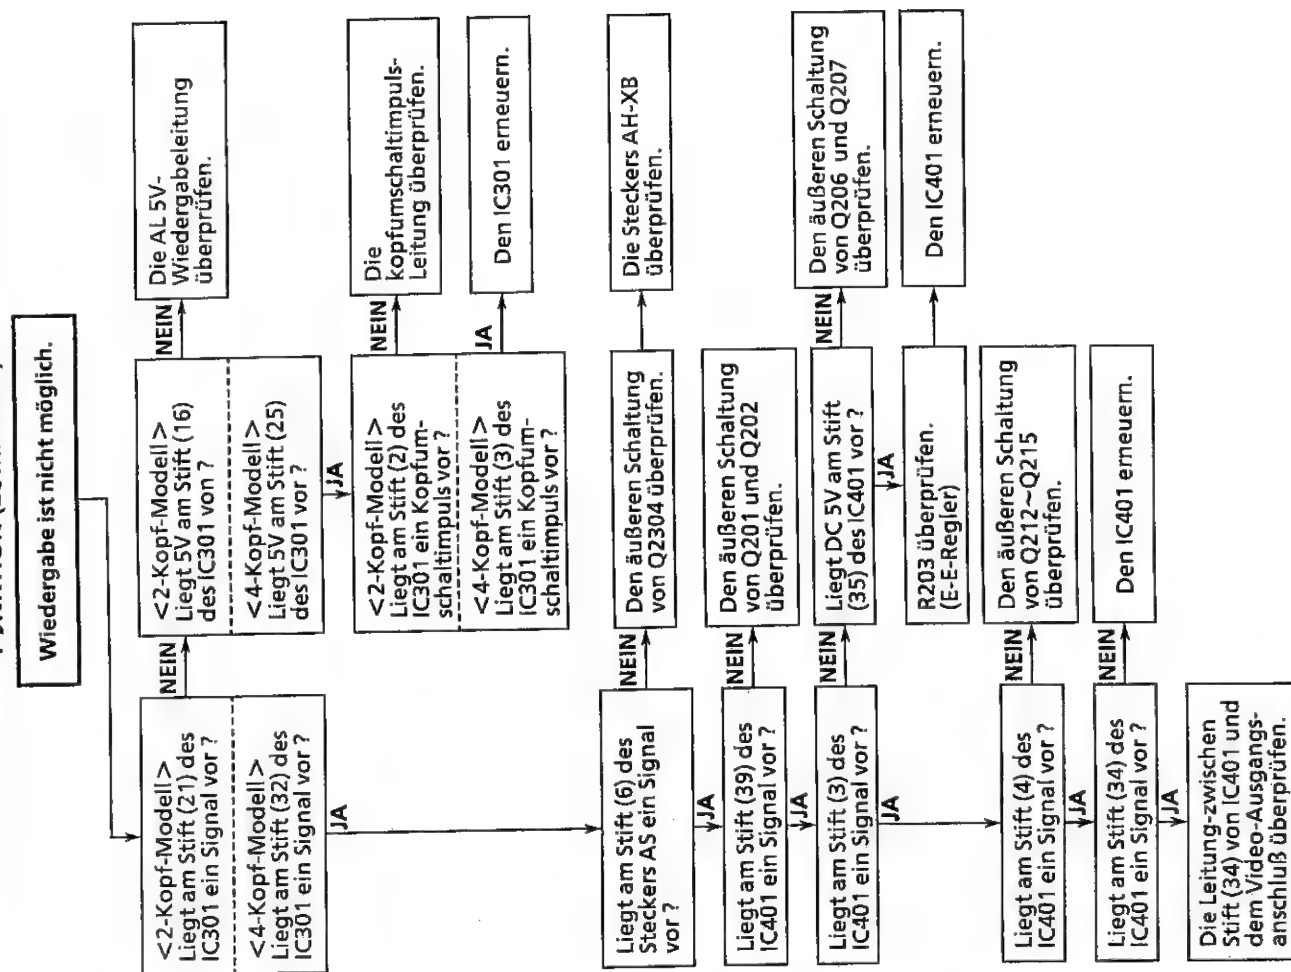 Wiedergabe ist nicht möglich.
<2-Kopf-Modell>
Liegt am Stift (21) des
IC301 ein Signal vor ?
<4-Kopf-Modell>
Liegt am Stift (32) des
IC301 ein Signal vor ?
NEIN
<2-Kopf-Modell>
Liegt 5V am Stift (16)
des IC301 von ?
<4-Kopf-Modell>
Liegt 5V am Stift (25)
des IC301 vor ?
NEIN
Die AL 5V-
Wiedergabeleitung
überprüfen.
JA
<2-Kopf-Modell>
Liegt am Stift (2) des
IC301 ein Kopfum-
schaltimpuls vor ?
<4-Kopf-Modell>
Liegt am Stift (3) des
IC301 ein Kopfum-
schaltimpuls vor ?
NEIN
Die
kopfumschaltimpuls-
Leitung überprüfen.
JA
Den IC301 erneuern.
JA
Liegt am Stift (6) des
Steckers AS ein Signal
vor ?
NEIN
Den äußeren Schaltung
von Q2304 überprüfen.
Die Steckers AH-XB
überprüfen.
JA
Liegt am Stift (39) des
IC401 ein Signal vor ?
NEIN
Den äußeren Schaltung
von Q201 und Q202
überprüfen.
JA
Liegt am Stift (3) des
IC401 ein Signal vor ?
NEIN
Liegt DC 5V am Stift
(35) des IC401 vor ?
NEIN
Den äußeren Schaltung
von Q206 und Q207
überprüfen.
JA
R203 überprüfen.
(E-E-Regler)
Den IC401 erneuern.
JA
Liegt am Stift (4) des
IC401 ein Signal vor ?
NEIN
Den äußeren Schaltung
von Q212~Q215
überprüfen.
JA
Liegt am Stift (34) des
IC401 ein Signal vor ?
NEIN
Den IC401 erneuern.
JA
Die Leitung-zwischen
Stift (34) von IC401 und
dem Video-Ausgangs-
anschluß überprüfen.